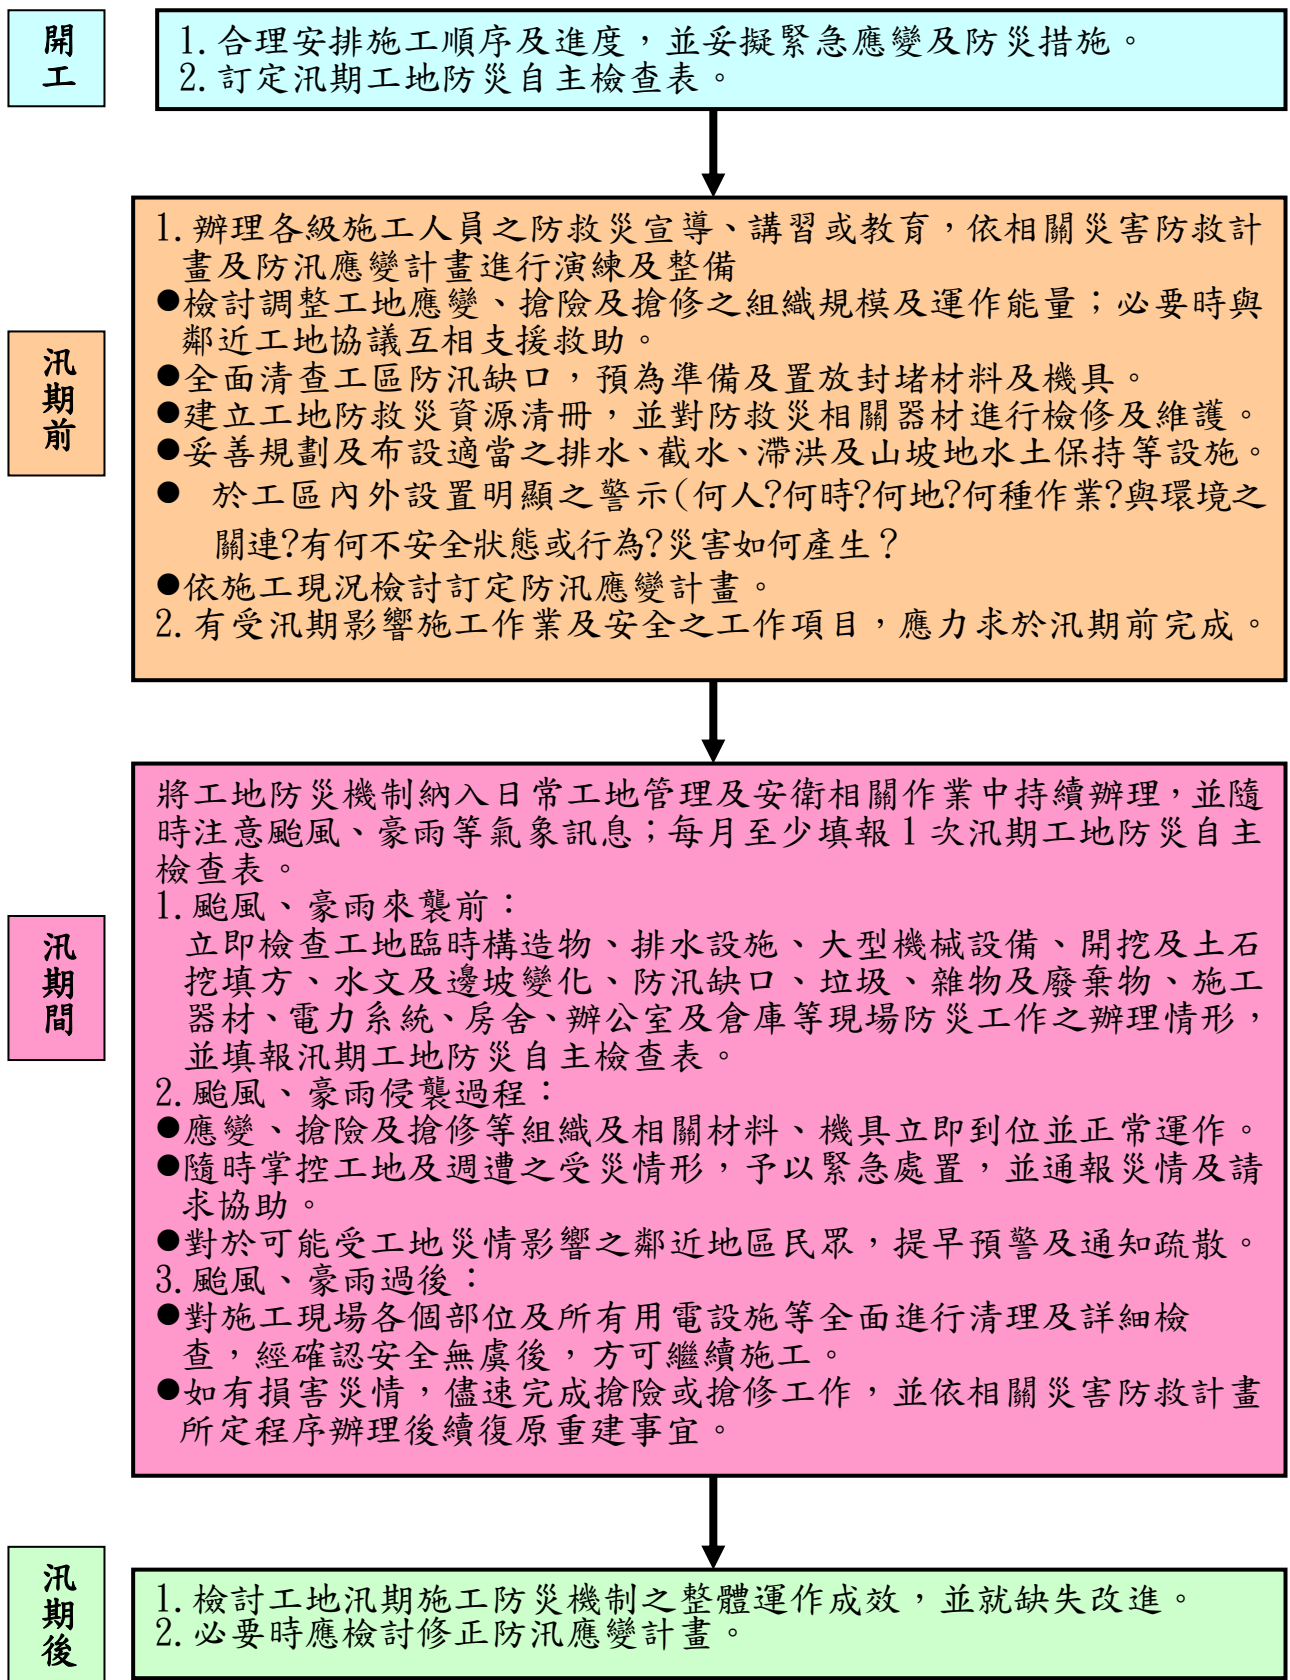 開工
1. 合理安排施工順序及進度，並妥擬緊急應變及防災措施。
2. 訂定汛期工地防災自主檢查表。
汛期前
1. 辦理各級施工人員之防救災宣導、講習或教育，依相關災害防救計
畫及防汛應變計畫進行演練及整備
●檢討調整工地應變、搶險及搶修之組織規模及運作能量；必要時與
鄰近工地協議互相支援救助。
●全面清查工區防汛缺口，預為準備及置放封堵材料及機具。
●建立工地防救災資源清冊，並對防救災相關器材進行檢修及維護。
●妥善規劃及布設適當之排水、截水、滯洪及山坡地水土保持等設施。
● 於工區內外設置明顯之警示(何人?何時?何地?何種作業?與環境之
關連?有何不安全狀態或行為?災害如何產生？
●依施工現況檢討訂定防汛應變計畫。
2. 有受汛期影響施工作業及安全之工作項目，應力求於汛期前完成。
汛期間
將工地防災機制納入日常工地管理及安衛相關作業中持續辦理，並隨
時注意颱風、豪雨等氣象訊息；每月至少填報1次汛期工地防災自主
檢查表。
1. 颱風、豪雨來襲前：
立即檢查工地臨時構造物、排水設施、大型機械設備、開挖及土石
挖填方、水文及邊坡變化、防汛缺口、垃圾、雜物及廢棄物、施工
器材、電力系統、房舍、辦公室及倉庫等現場防災工作之辦理情形，
並填報汛期工地防災自主檢查表。
2. 颱風、豪雨侵襲過程：
●應變、搶險及搶修等組織及相關材料、機具立即到位並正常運作。
●隨時掌控工地及週遭之受災情形，予以緊急處置，並通報災情及請
求協助。
●對於可能受工地災情影響之鄰近地區民眾，提早預警及通知疏散。
3. 颱風、豪雨過後：
●對施工現場各個部位及所有用電設施等全面進行清理及詳細檢
查，經確認安全無虞後，方可繼續施工。
●如有損害災情，儘速完成搶險或搶修工作，並依相關災害防救計畫
所定程序辦理後續復原重建事宜。
汛期後
1. 檢討工地汛期施工防災機制之整體運作成效，並就缺失改進。
2. 必要時應檢討修正防汛應變計畫。